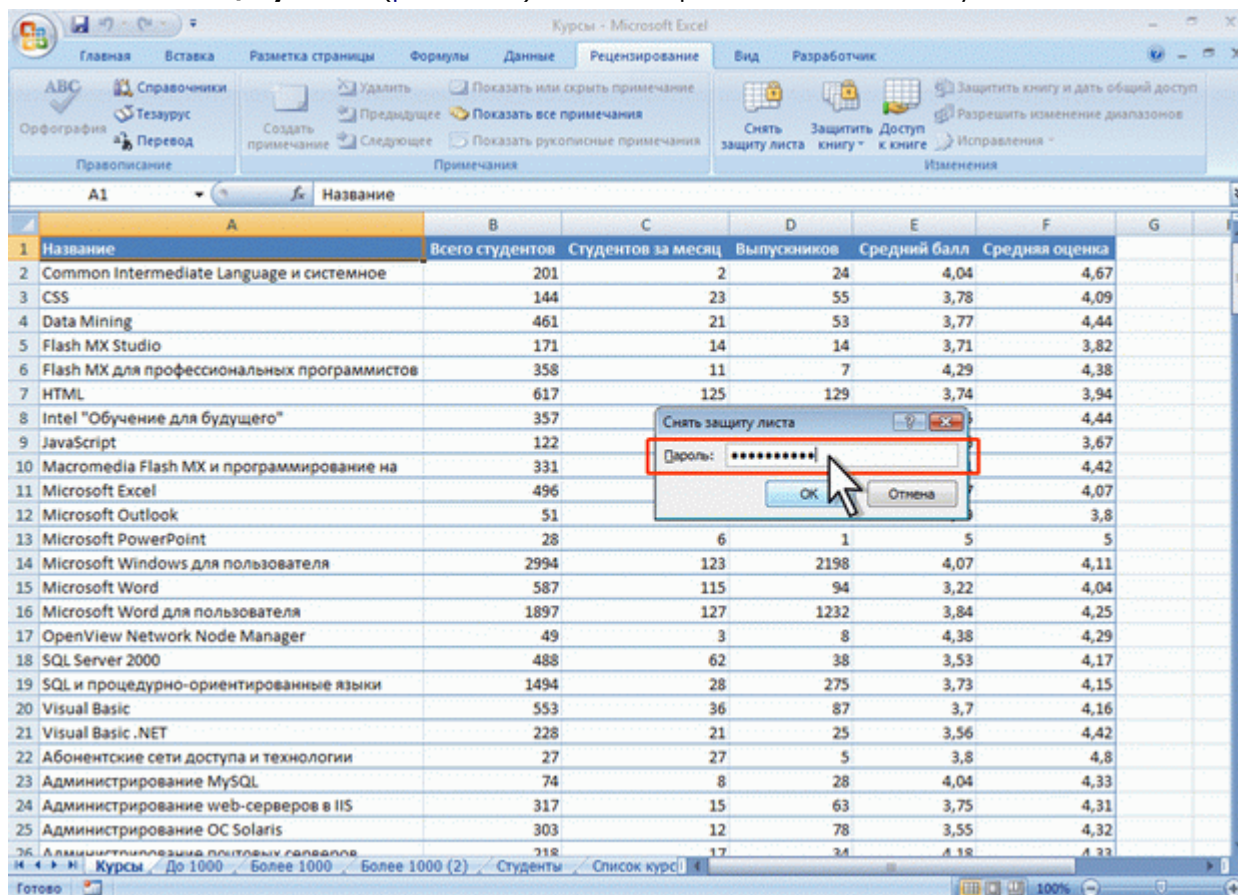 Курсы - Microsoft Excel
Главная Вставка Разметка страницы Формулы Данные Рецензирование Вид Разработчик
ABC Справочники Удалить Показать или скрыть примечание Защитить книгу и дать общий доступ
Тезаурус Предыдущее Показать все примечания Разрешить изменение диапазонов
Орфография Перевод Создать примечание Следующее Показать рукописные примечания Снять защиту листа Защитить книгу Доступ к книге Исправления
Правописание Примечания Изменения
A1 fx Название
A B C D E F G
1 Название Всего студентов Студентов за месяц Выпускников Средний балл Средняя оценка
2 Common Intermediate Language и системное 201 2 24 4,04 4,67
3 CSS 144 23 55 3,78 4,09
4 Data Mining 461 21 53 3,77 4,44
5 Flash MX Studio 171 14 14 3,71 3,82
6 Flash MX для профессиональных программистов 358 11 7 4,29 4,38
7 HTML 617 125 129 3,74 3,94
8 Intel "Обучение для будущего" 357 4,44
9 JavaScript 122 3,67
10 Macromedia Flash MX и программирование на 331 4,42
11 Microsoft Excel 496 4,07
12 Microsoft Outlook 51 3,8
Снять защиту листа
Пароль: ••••••••••
ОК Отмена
13 Microsoft PowerPoint 28 6 1 5 5
14 Microsoft Windows для пользователя 2994 123 2198 4,07 4,11
15 Microsoft Word 587 115 94 3,22 4,04
16 Microsoft Word для пользователя 1897 127 1232 3,84 4,25
17 OpenView Network Node Manager 49 3 8 4,38 4,29
18 SQL Server 2000 488 62 38 3,53 4,17
19 SQL и процедурно-ориентированные языки 1494 28 275 3,73 4,15
20 Visual Basic 553 36 87 3,7 4,16
21 Visual Basic .NET 228 21 25 3,56 4,42
22 Абонентские сети доступа и технологии 27 27 5 3,8 4,8
23 Администрирование MySQL 74 8 28 4,04 4,33
24 Администрирование web-серверов в IIS 317 15 63 3,75 4,31
25 Администрирование ОС Solaris 303 12 78 3,55 4,32
26 Администрирование почтовых серверов 218 17 34 4,18 4,33
Курсы До 1000 Более 1000 Более 1000 (2) Студенты Список курс
Готово 100%